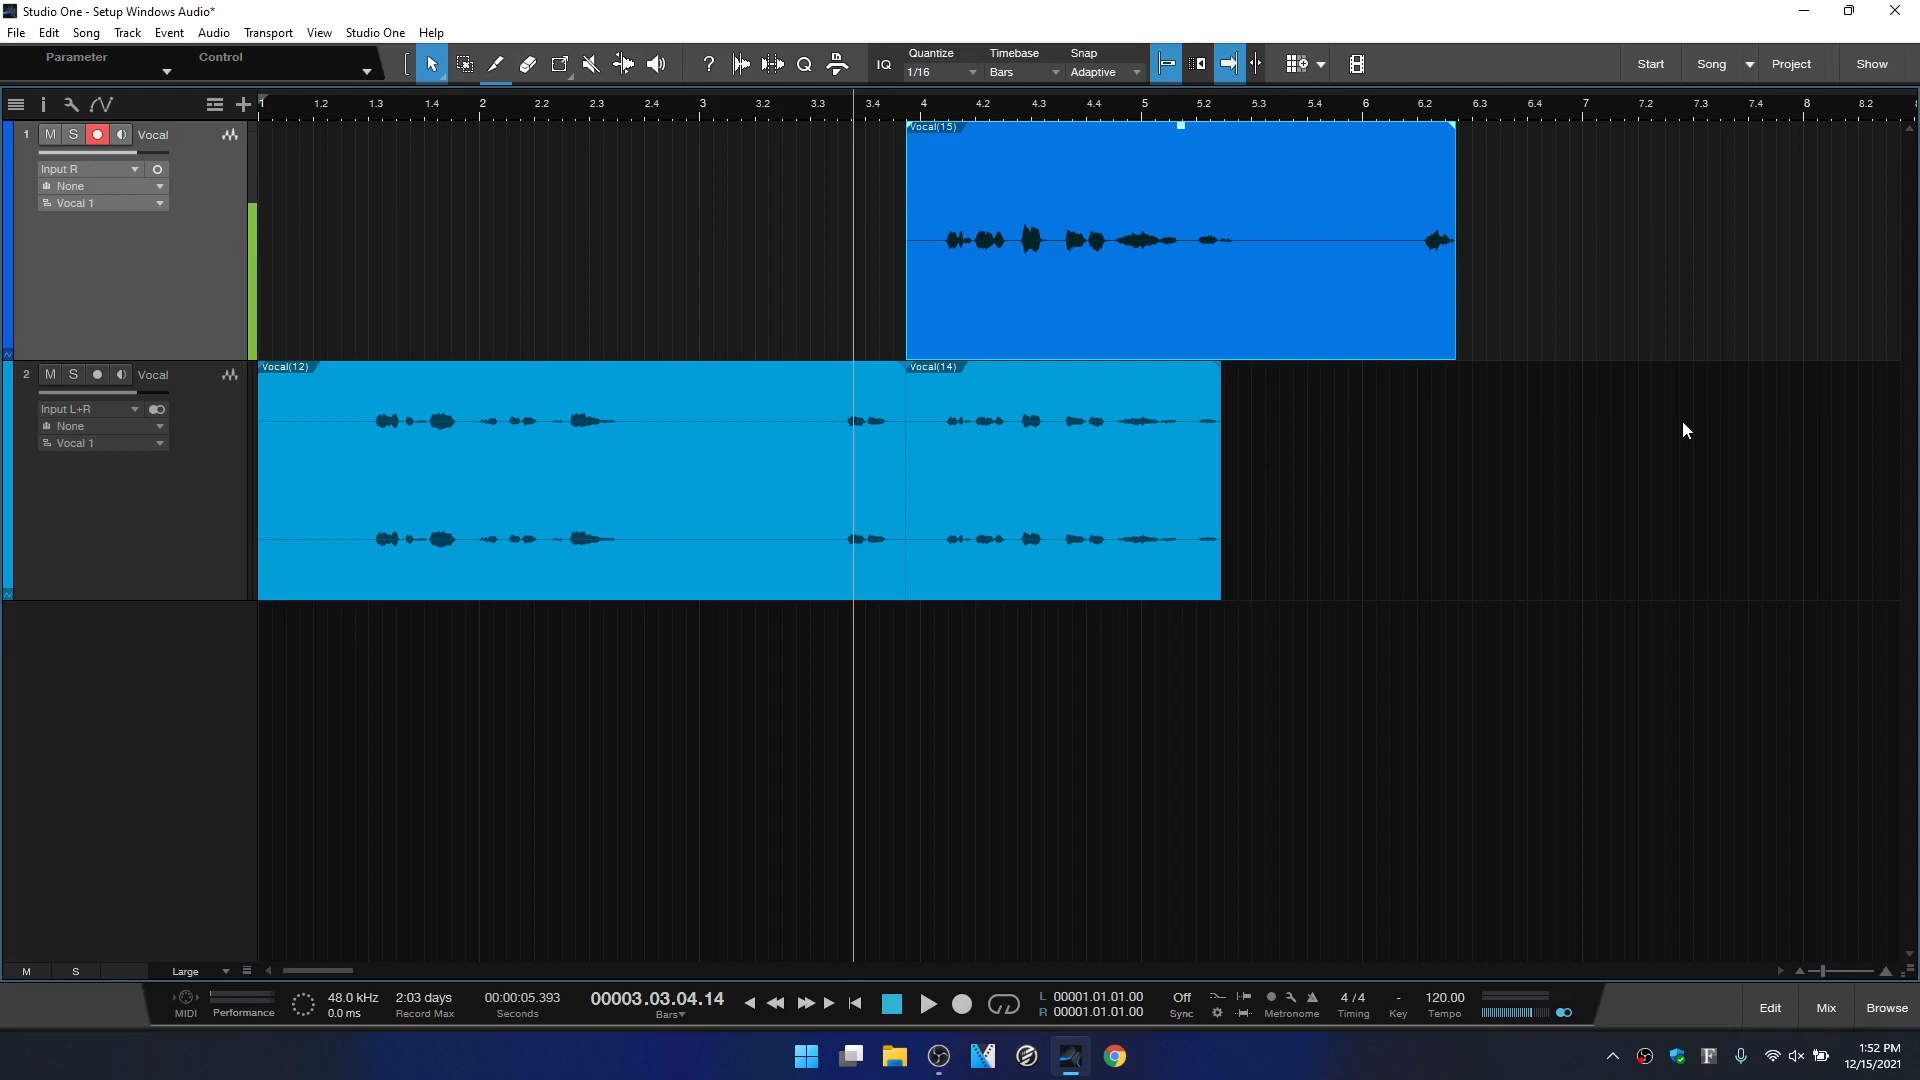 Studio One - Setup Windows Audio*
File Edit Song Track Event Audio Transport View Studio One Help
Parameter Control
? Q IQ Quantize Timebase Snap
1/16 Bars Adaptive
Start Song Project Show
1 1.2 1.3 1.4 2 2.2 2.3 2.4 3 3.2 3.3 3.4 4 4.2 4.3 4.4 5 5.2 5.3 5.4 6 6.2 6.3 6.4 7 7.2 7.3 7.4 8 8.2
1 M S Vocal
Input R
None
Vocal 1
Vocal(15)
2 M S Vocal
Input L+R
None
Vocal 1
Vocal(12) Vocal(14)
M S Large
MIDI Performance
48.0 kHz
0.0 ms
2:03 days
Record Max
00:00:05.393
Seconds
00003.03.04.14
Bars
L 00001.01.01.00
R 00001.01.01.00
Off
Sync
Metronome
4 / 4
Timing
-
Key
120.00
Tempo
Edit Mix Browse
1:52 PM
12/15/2021